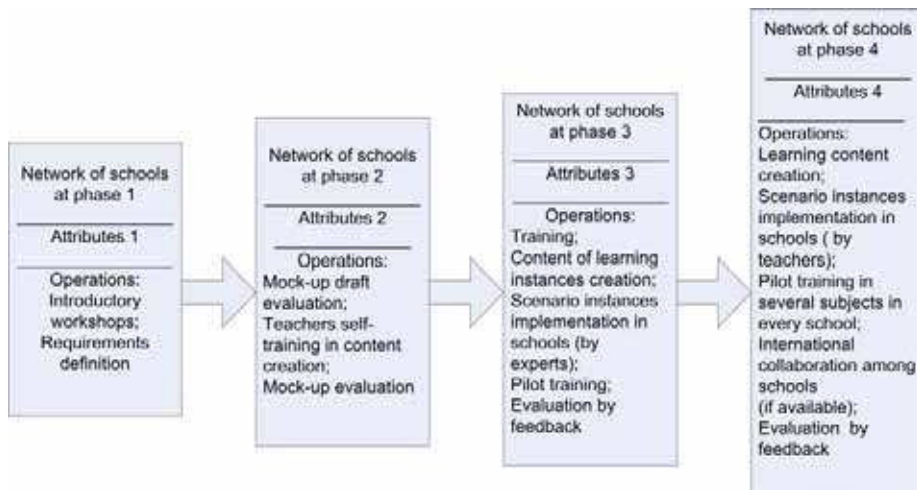 Network of schools
at phase 1
Attributes 1
Operations:
Introductory
workshops;
Requirements
definition
Network of schools
at phase 2
Attributes 2
Operations:
Mock-up draft
evaluation;
Teachers self-
training in content
creation;
Mock-up evaluation
Network of schools
at phase 3
Attributes 3
Operations:
Training;
Content of learning
instances creation;
Scenario instances
implementation in
schools (by
experts);
Pilot training;
Evaluation by
feedback
Network of schools
at phase 4
Attributes 4
Operations:
Learning content
creation;
Scenario instances
implementation in
schools ( by
teachers);
Pilot training in
several subjects in
every school;
International
collaboration among
schools
(if available);
Evaluation by
feedback